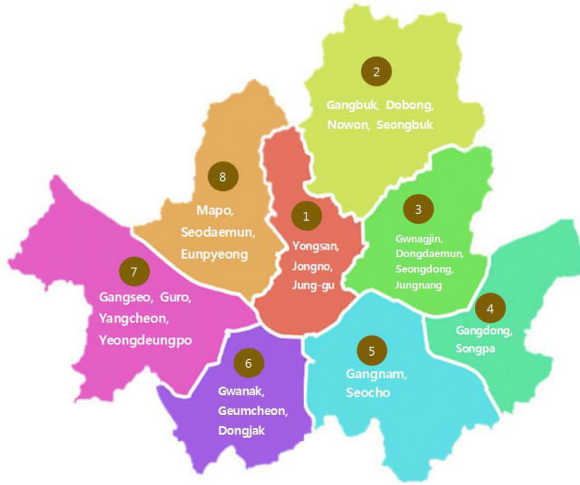 2
Gangbuk, Dobong,
Nowon, Seongbuk
8
Mapo,
Seodaemun,
Eunpyeong
1
Yongsan,
Jongno,
Jung-gu
3
Gwnagjin,
Dongdaemun,
Seongdong,
Jungnang
7
Gangseo, Guro,
Yangcheon,
Yeongdeungpo
4
Gangdong,
Songpa
6
Gwanak,
Geumcheon,
Dongjak
5
Gangnam,
Seocho